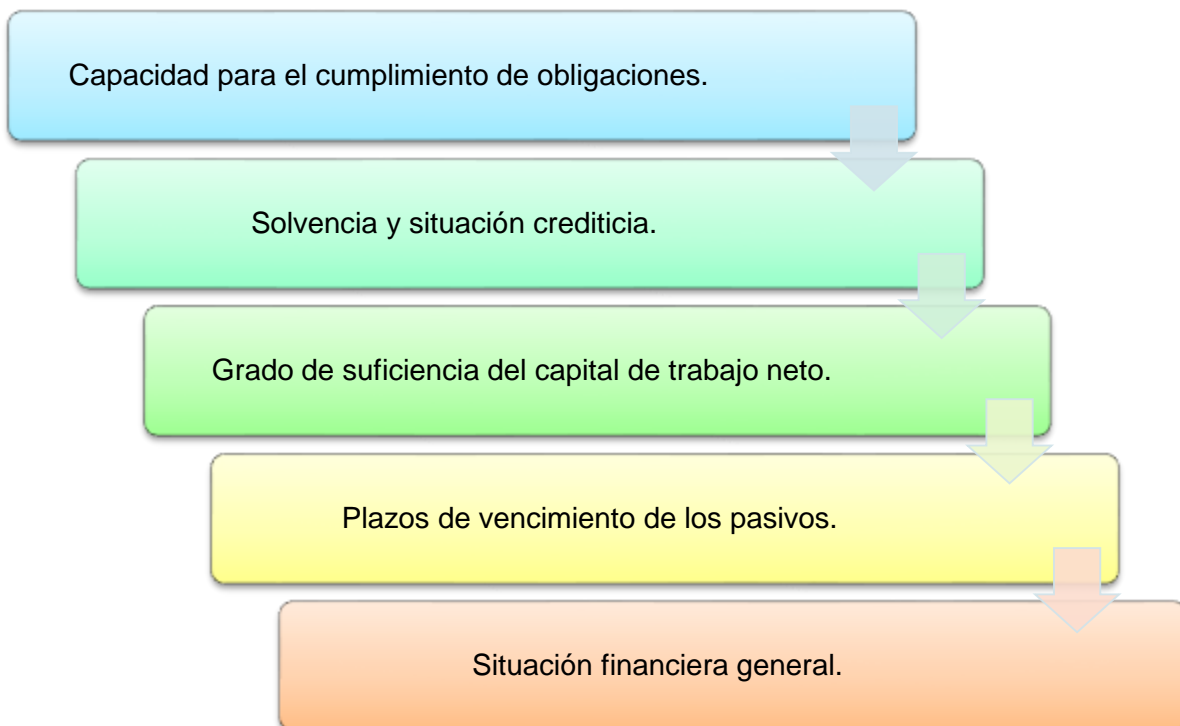 Capacidad para el cumplimiento de obligaciones.
Solvencia y situación crediticia.
Grado de suficiencia del capital de trabajo neto.
Plazos de vencimiento de los pasivos.
Situación financiera general.